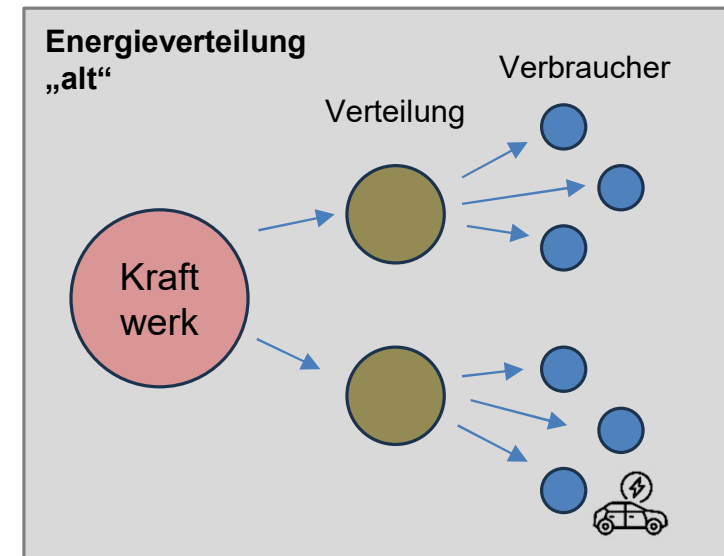 Energieverteilung
„alt“
Verbraucher
Verteilung
Kraft
werk